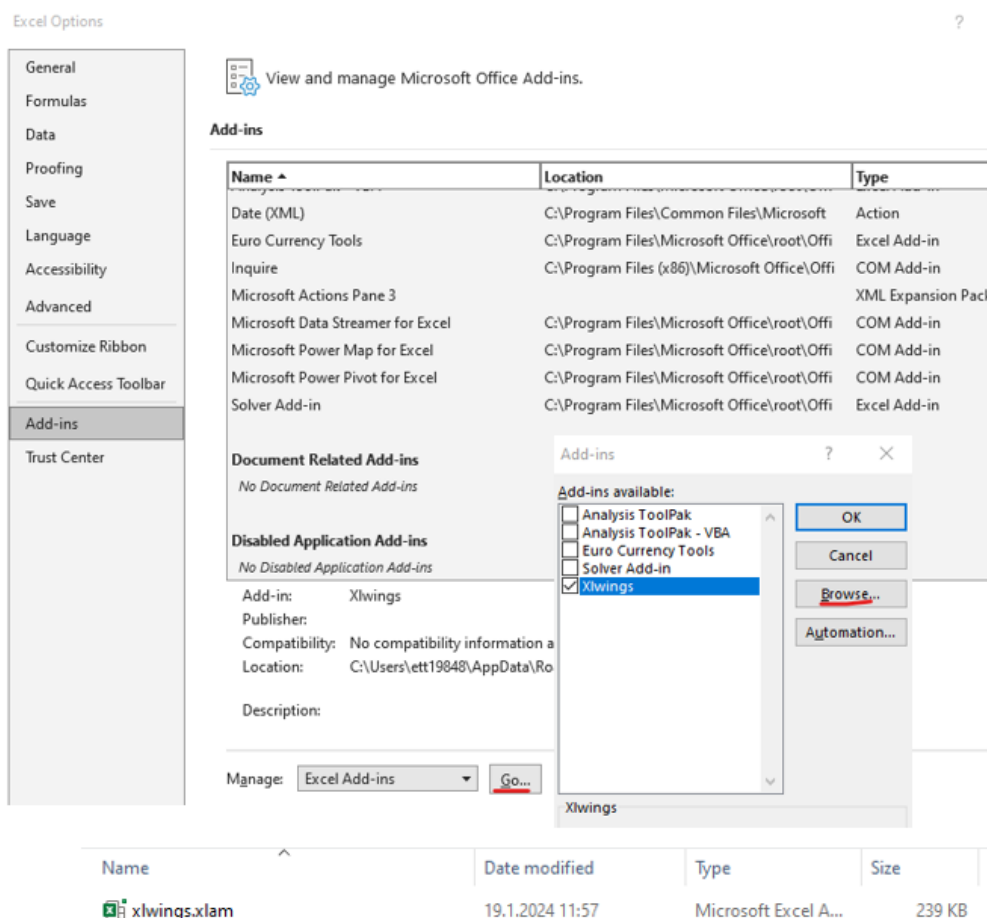 Excel Options
?
General
Formulas
Data
Proofing
Save
Language
Accessibility
Advanced
Customize Ribbon
Quick Access Toolbar
Add-ins
Trust Center
View and manage Microsoft Office Add-ins.
Add-ins
Name Location Type
Date (XML) C:\Program Files\Common Files\Microsoft Action
Euro Currency Tools C:\Program Files\Microsoft Office\root\Offi Excel Add-in
Inquire C:\Program Files (x86)\Microsoft Office\Offi COM Add-in
Microsoft Actions Pane 3 XML Expansion Pack
Microsoft Data Streamer for Excel C:\Program Files\Microsoft Office\root\Offi COM Add-in
Microsoft Power Map for Excel C:\Program Files\Microsoft Office\root\Offi COM Add-in
Microsoft Power Pivot for Excel C:\Program Files\Microsoft Office\root\Offi COM Add-in
Solver Add-in C:\Program Files\Microsoft Office\root\Offi Excel Add-in
Document Related Add-ins
No Document Related Add-ins
Disabled Application Add-ins
No Disabled Application Add-ins
Add-in: Xlwings
Publisher:
Compatibility: No compatibility information a
Location: C:\Users\ett19848\AppData\Ro
Description:
Manage: Excel Add-ins Go...
Add-ins ?
Add-ins available:
Analysis ToolPak
Analysis ToolPak - VBA
Euro Currency Tools
Solver Add-in
Xlwings
OK
Cancel
Browse...
Automation...
Xlwings
Name Date modified Type Size
xlwings.xlam 19.1.2024 11:57 Microsoft Excel A... 239 KB